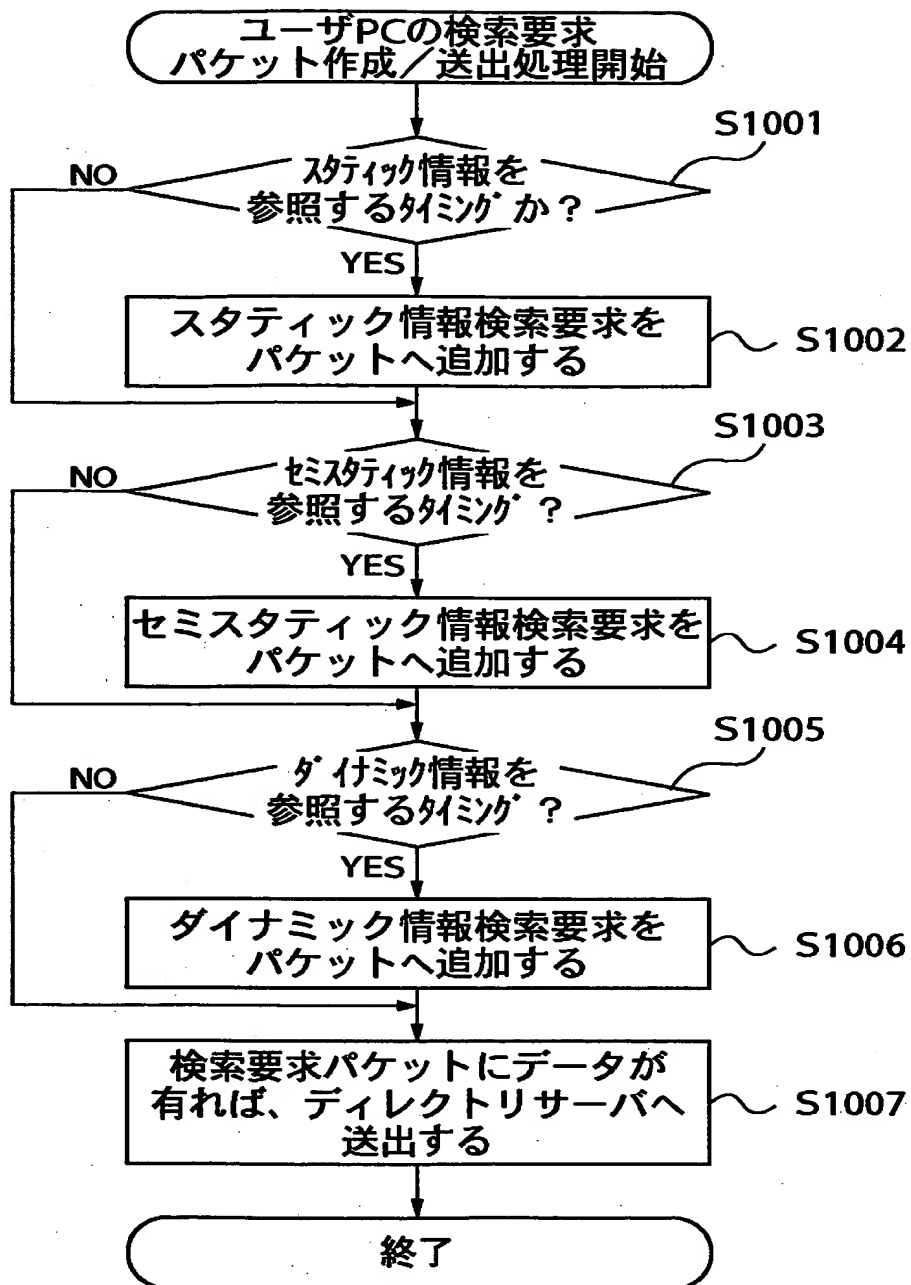 ユーザPCの検索要求
パケット作成／送出処理開始
S1001
NO
ｽﾀﾃｨｯｸ情報を
参照するﾀｲﾐﾝｸﾞか？
YES
スタティック情報検索要求を
パケットへ追加する
S1002
S1003
NO
ｾﾐｽﾀﾃｨｯｸ情報を
参照するﾀｲﾐﾝｸﾞ？
YES
セミスタティック情報検索要求を
パケットへ追加する
S1004
S1005
NO
ﾀﾞｲﾅﾐｯｸ情報を
参照するﾀｲﾐﾝｸﾞ？
YES
ダイナミック情報検索要求を
パケットへ追加する
S1006
検索要求パケットにデータが
有れば、ディレクトリサーバへ
送出する
S1007
終了